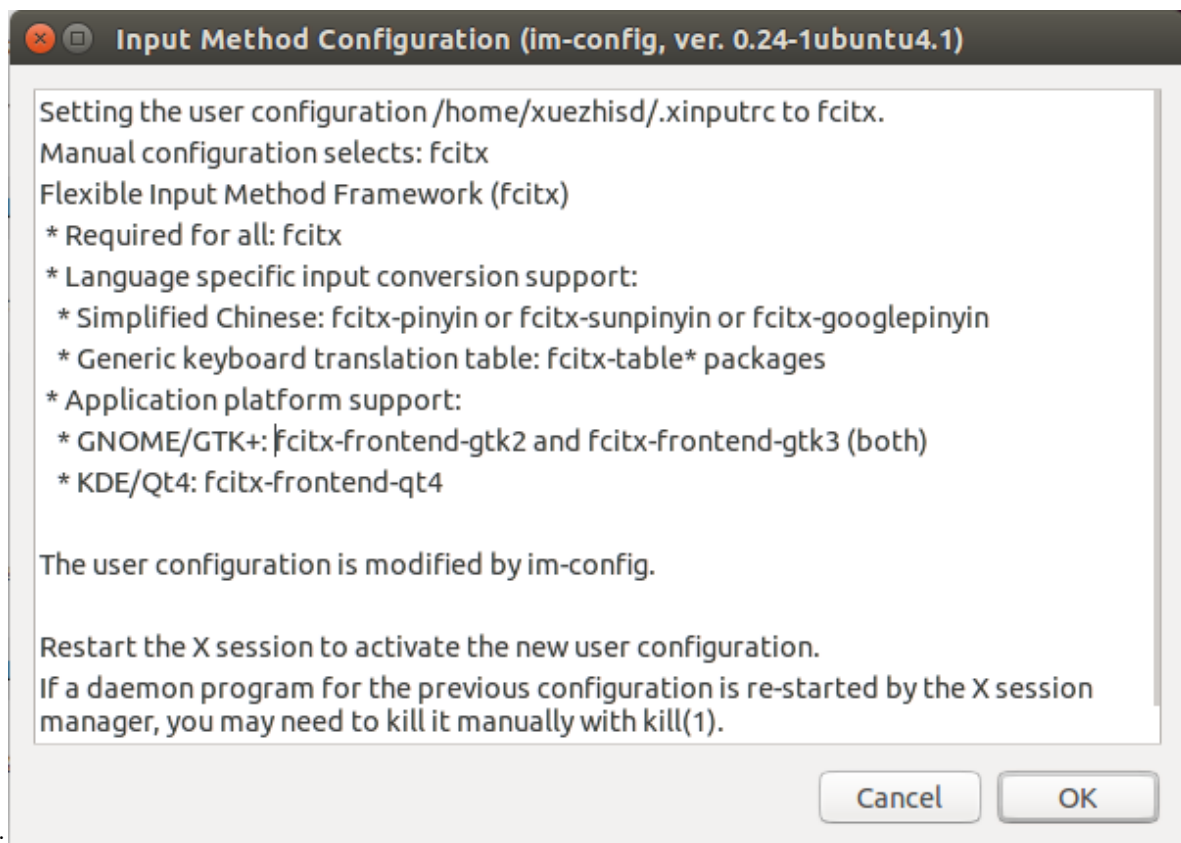 Input Method Configuration (im-config, ver. 0.24-1ubuntu4.1)
Setting the user configuration /home/xuezhisd/.xinputrc to fcitx.
Manual configuration selects: fcitx
Flexible Input Method Framework (fcitx)
* Required for all: fcitx
* Language specific input conversion support:
* Simplified Chinese: fcitx-pinyin or fcitx-sunpinyin or fcitx-googlepinyin
* Generic keyboard translation table: fcitx-table* packages
* Application platform support:
* GNOME/GTK+: fcitx-frontend-gtk2 and fcitx-frontend-gtk3 (both)
* KDE/Qt4: fcitx-frontend-qt4
The user configuration is modified by im-config.
Restart the X session to activate the new user configuration.
If a daemon program for the previous configuration is re-started by the X session
manager, you may need to kill it manually with kill(1).
Cancel OK
.